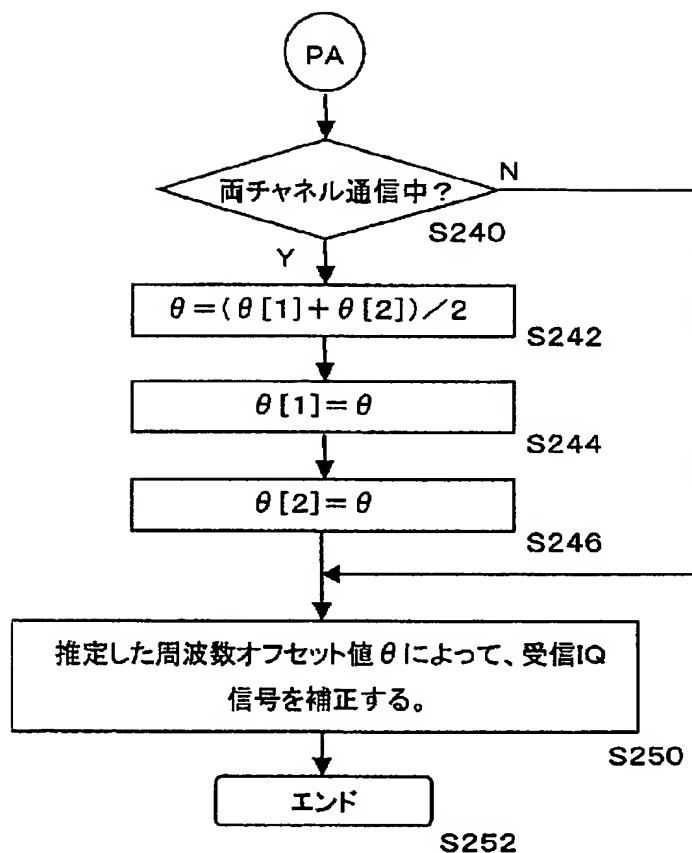 PA
両チャネル通信中?
N
S240
Y
θ=(θ[1]+θ[2])/2
S242
θ[1]=θ
S244
θ[2]=θ
S246
推定した周波数オフセット値θによって、受信IQ
信号を補正する。
S250
エンド
S252